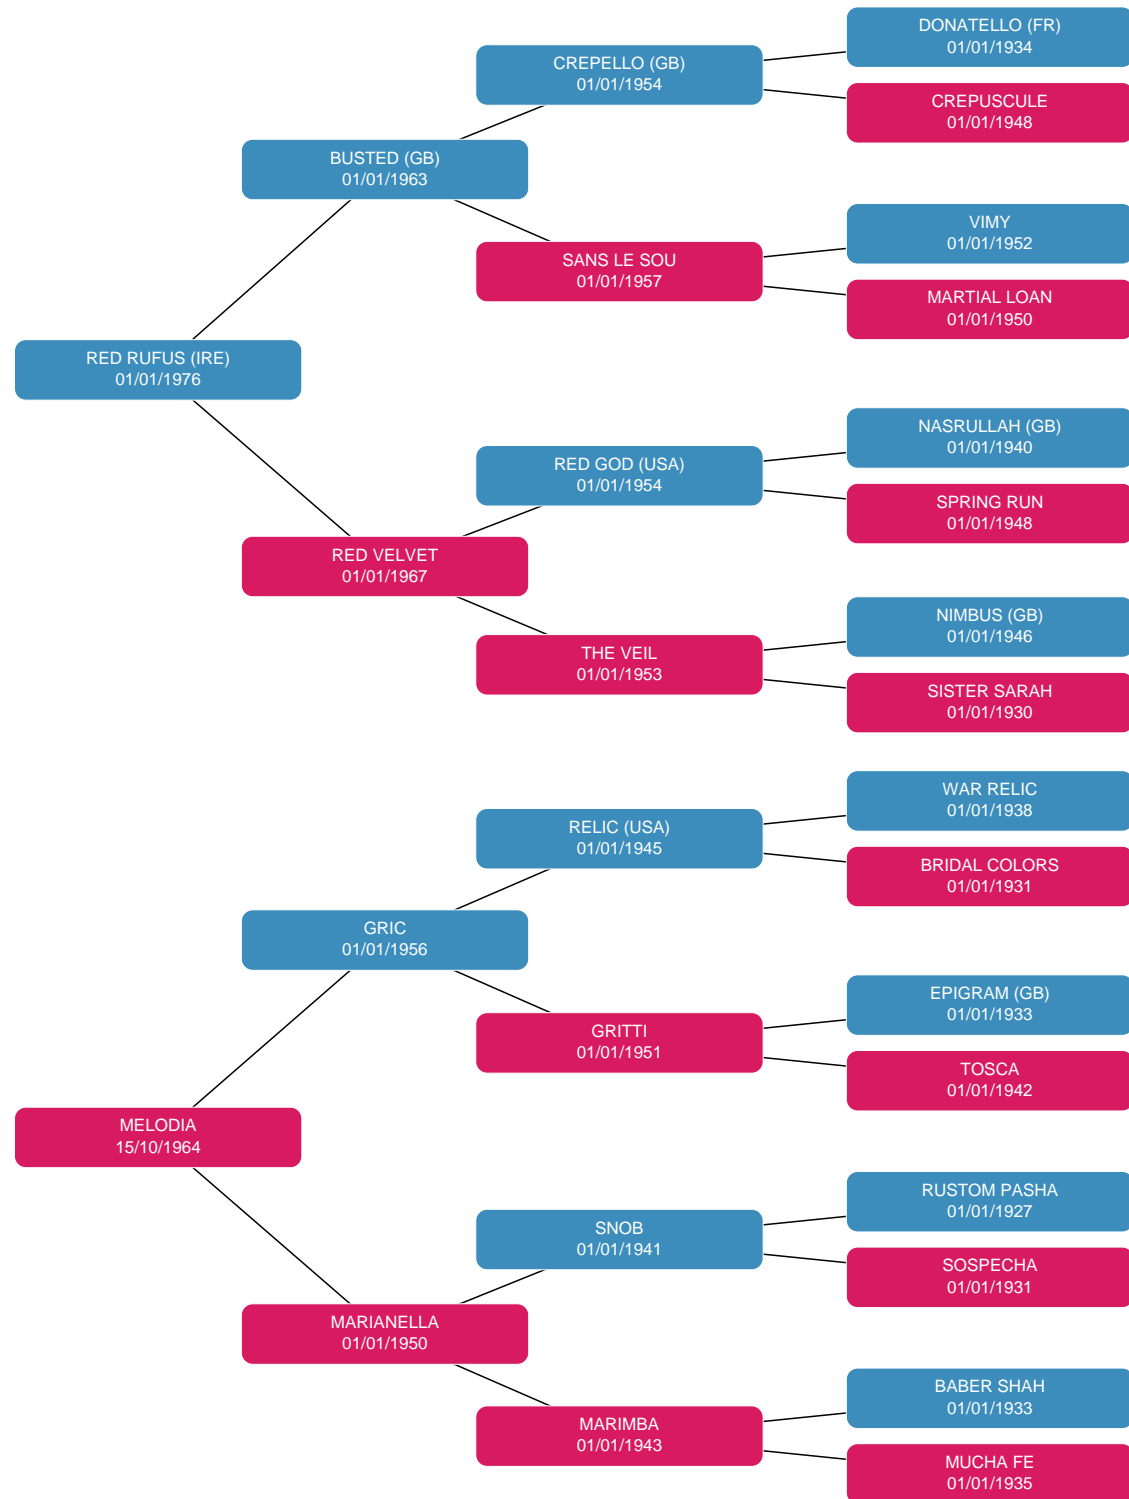 DONATELLO (FR)
01/01/1934
CREPELLO (GB)
01/01/1954
CREPUSCULE
01/01/1948
BUSTED (GB)
01/01/1963
VIMY
01/01/1952
SANS LE SOU
01/01/1957
MARTIAL LOAN
01/01/1950
RED RUFUS (IRE)
01/01/1976
NASRULLAH (GB)
01/01/1940
RED GOD (USA)
01/01/1954
SPRING RUN
01/01/1948
RED VELVET
01/01/1967
NIMBUS (GB)
01/01/1946
THE VEIL
01/01/1953
SISTER SARAH
01/01/1930
WAR RELIC
01/01/1938
RELIC (USA)
01/01/1945
BRIDAL COLORS
01/01/1931
GRIC
01/01/1956
EPIGRAM (GB)
01/01/1933
GRITTI
01/01/1951
TOSCA
01/01/1942
MELODIA
15/10/1964
RUSTOM PASHA
01/01/1927
SNOB
01/01/1941
SOSPECHA
01/01/1931
MARIANELLA
01/01/1950
BABER SHAH
01/01/1933
MARIMBA
01/01/1943
MUCHA FE
01/01/1935